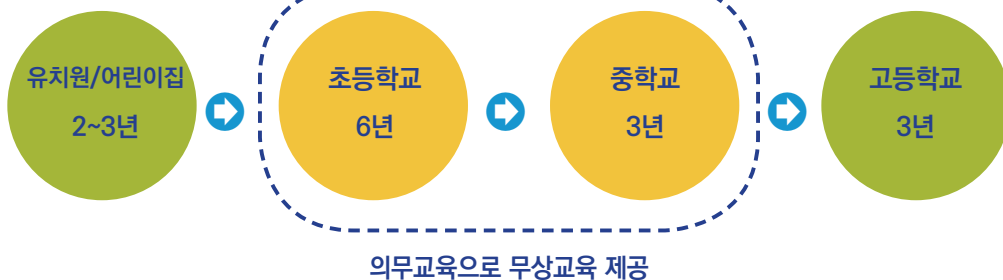 유치원/어린이집
2~3년
초등학교
6년
중학교
3년
고등학교
3년
의무교육으로 무상교육 제공